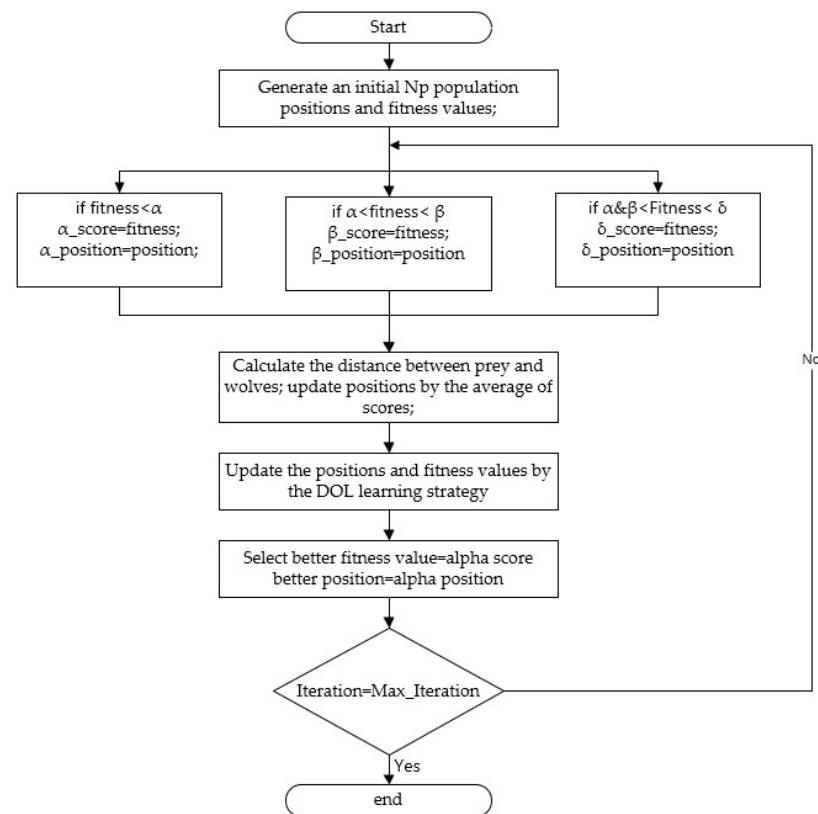 Start
Generate an initial Np population
positions and fitness values;
if fitness<α
α_score=fitness;
α_position=position;
if α<fitness< β
β_score=fitness;
β_position=position
if α&β<Fitness< δ
δ_score=fitness;
δ_position=position
Calculate the distance between prey and
wolves; update positions by the average of
scores;
No
Update the positions and fitness values by
the DOL learning strategy
Select better fitness value=alpha score
better position=alpha position
Iteration=Max_Iteration
Yes
end